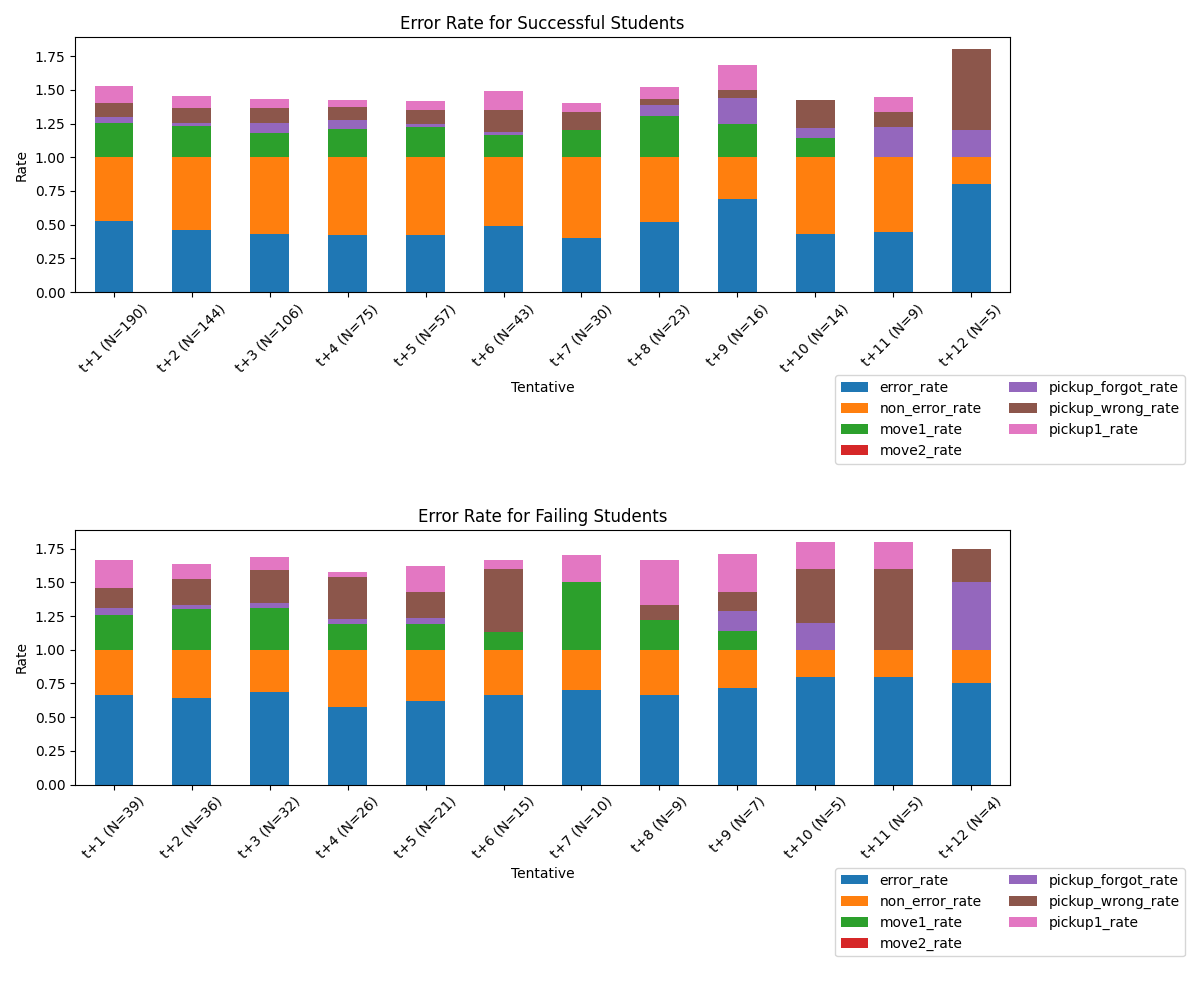 Error Rate for Successful Students
1.75
1.50
1.25
1.00
0.75
0.50
0.25
0.00
Rate
t+1 (N=190)
t+2 (N=144)
t+3 (N=106)
t+4 (N=75)
t+5 (N=57)
t+6 (N=43)
t+7 (N=30)
t+8 (N=23)
t+9 (N=16)
t+10 (N=14)
t+11 (N=9)
t+12 (N=5)
Tentative
error_rate
non_error_rate
move1_rate
move2_rate
pickup_forgot_rate
pickup_wrong_rate
pickup1_rate
Error Rate for Failing Students
1.75
1.50
1.25
1.00
0.75
0.50
0.25
0.00
Rate
t+1 (N=39)
t+2 (N=36)
t+3 (N=32)
t+4 (N=26)
t+5 (N=21)
t+6 (N=15)
t+7 (N=10)
t+8 (N=9)
t+9 (N=7)
t+10 (N=5)
t+11 (N=5)
t+12 (N=4)
Tentative
error_rate
non_error_rate
move1_rate
move2_rate
pickup_forgot_rate
pickup_wrong_rate
pickup1_rate